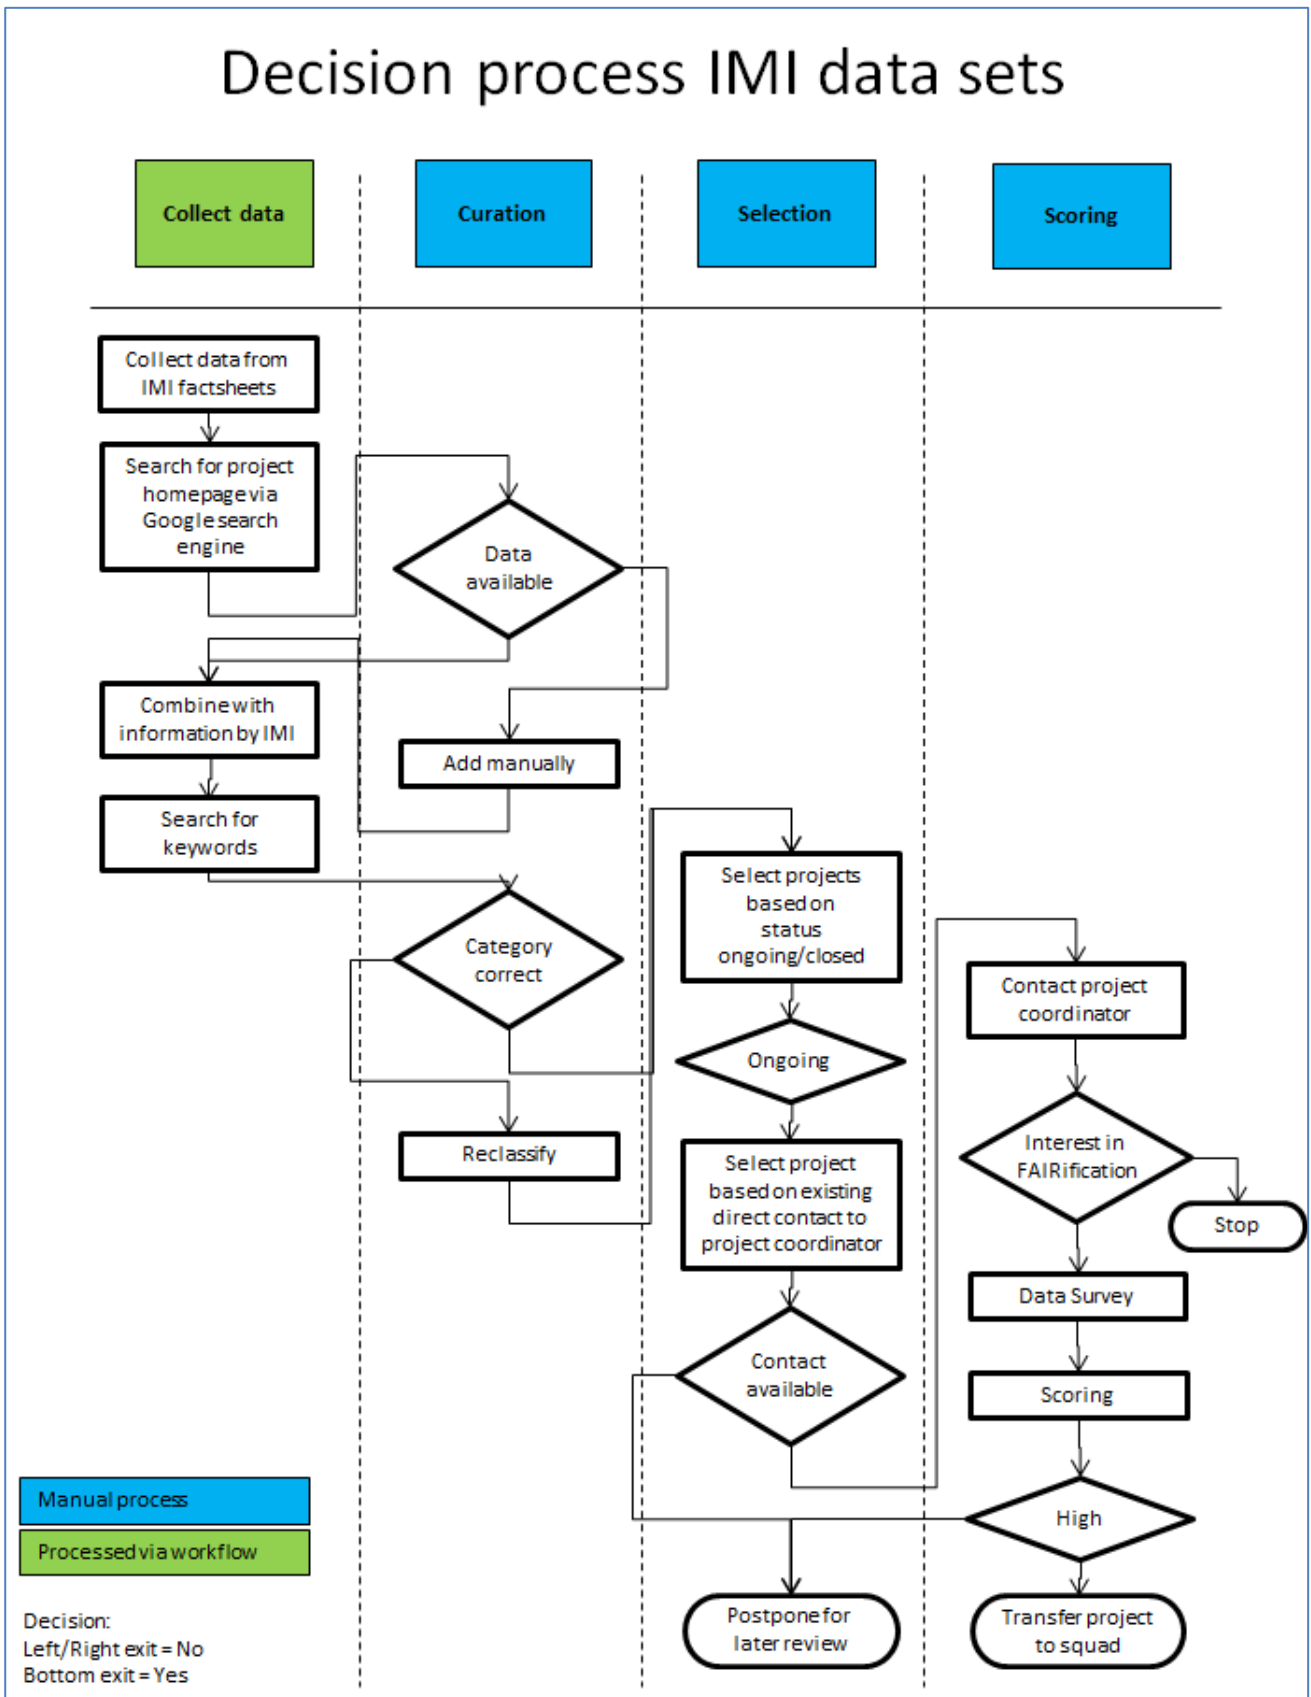 Decision process IMI data sets
Collect data
Curation
Selection
Scoring
Collect data from
IMI factsheets
Search for project
homepage via
Google search
engine
Data
available
Combine with
information by IMI
Add manually
Search for
keywords
Category
correct
Reclassify
Select projects
based on
status
ongoing/closed
Ongoing
Select project
based on existing
direct contact to
project coordinator
Contact
available
Contact project
coordinator
Interest in
FAIRification
Stop
Data Survey
Scoring
High
Postpone for
later review
Transfer project
to squad
Manual process
Processed via workflow
Decision:
Left/Right exit = No
Bottom exit = Yes